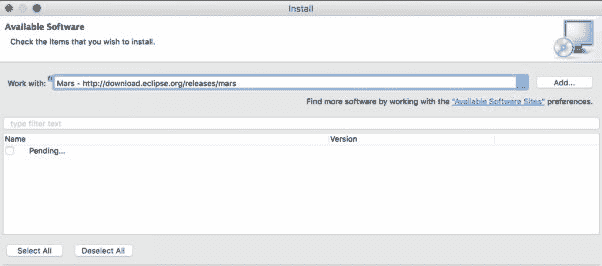 Install
Available Software
Check the items that you wish to install.
Work with: Mars - http://download.eclipse.org/releases/mars Add...
Find more software by working with the "Available Software Sites" preferences.
type filter text
Name Version
Pending...
Select All Deselect All